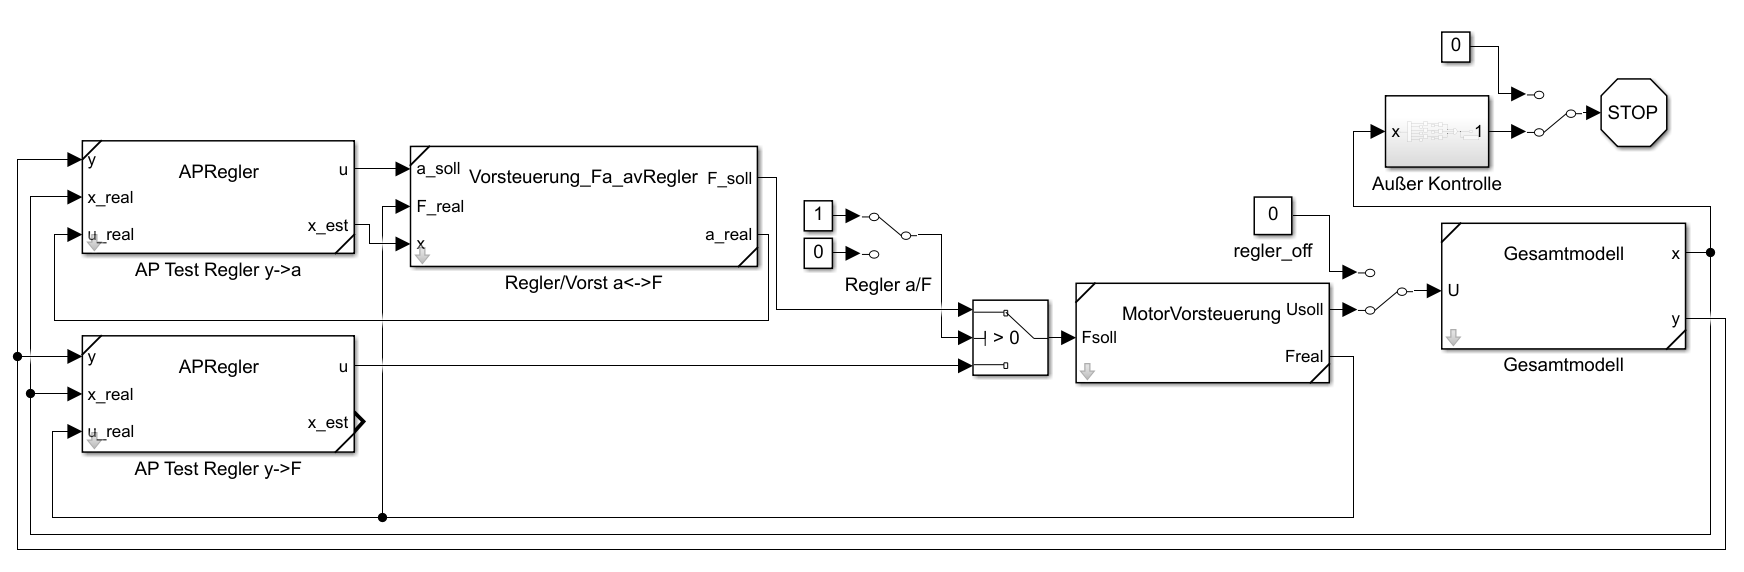 0
STOP
x
1
Außer Kontrolle
y
APRegler
u
x_real
x_est
u_real
AP Test Regler y->a
a_soll
Vorsteuerung_Fa_avRegler
F_soll
F_real
a_real
x
Regler/Vorst a<->F
1
0
Regler a/F
0
regler_off
Gesamtmodell
x
U
y
Gesamtmodell
MotorVorsteuerung
Usoll
Fsoll
Freal
> 0
y
APRegler
u
x_real
x_est
u_real
AP Test Regler y->F